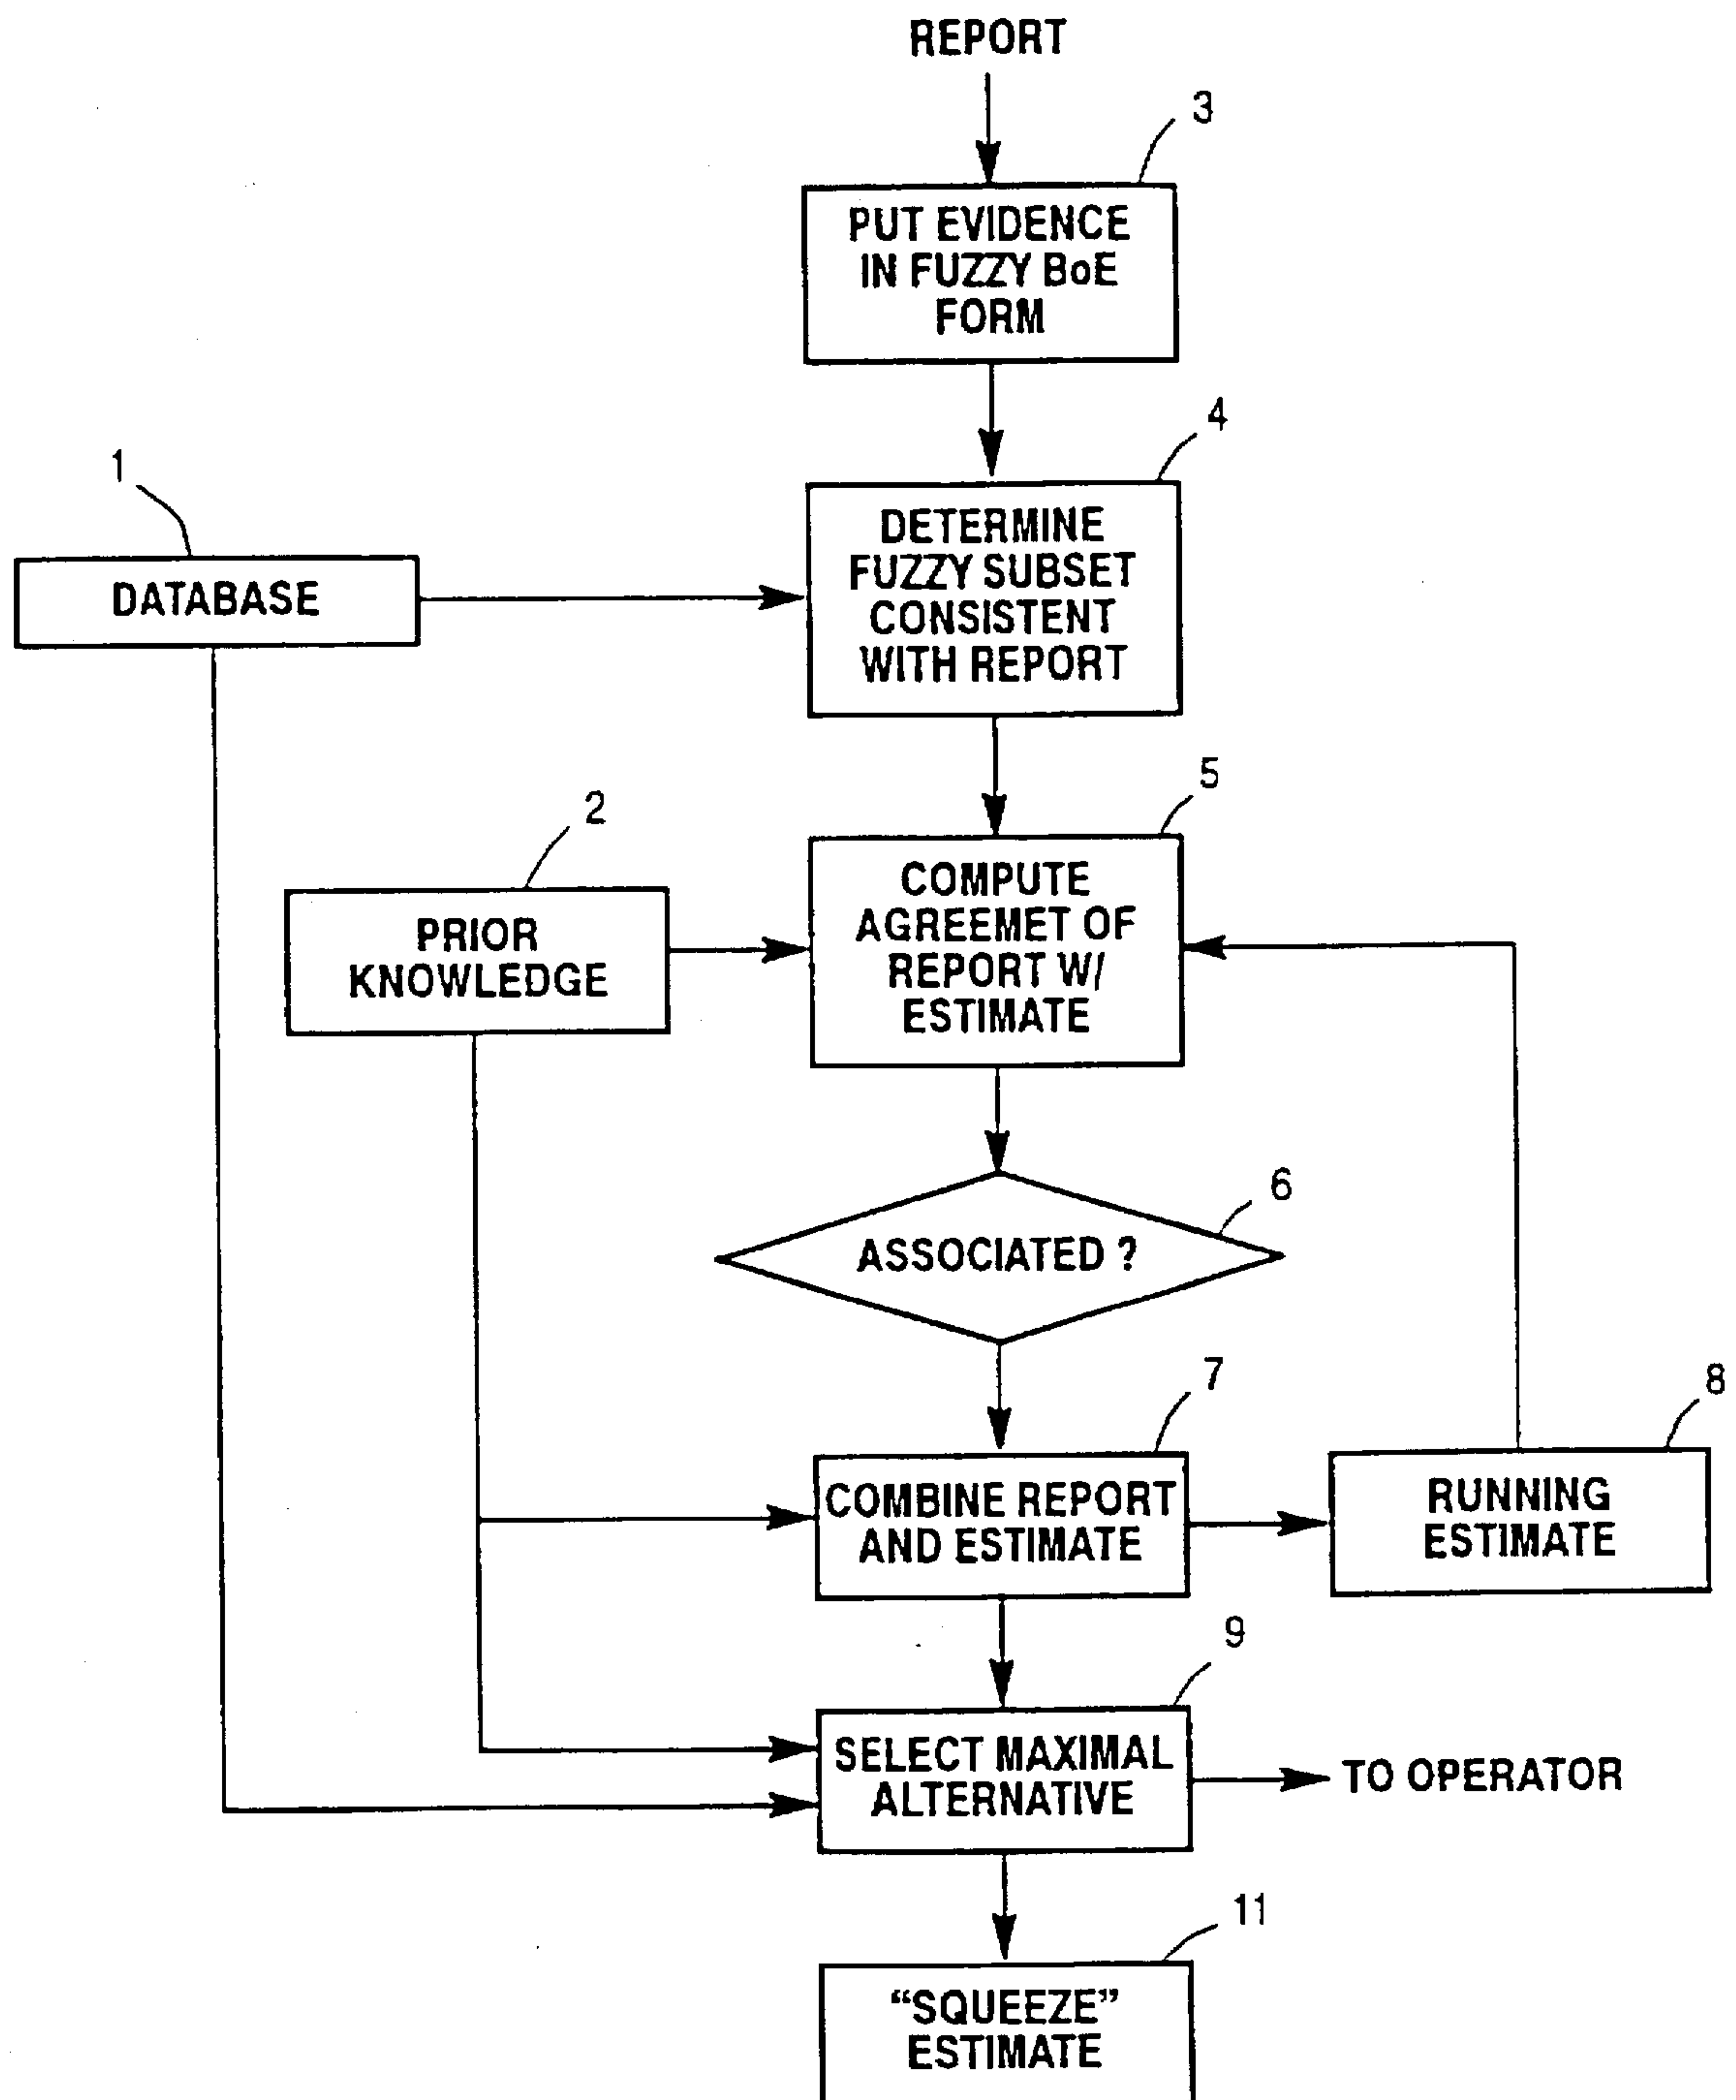 REPORT
3
PUT EVIDENCE
IN FUZZY BoE
FORM
4
DETERMINE
FUZZY SUBSET
CONSISTENT
WITH REPORT
1
DATABASE
5
COMPUTE
AGREEMET OF
REPORT W/
ESTIMATE
2
PRIOR
KNOWLEDGE
6
ASSOCIATED ?
7
COMBINE REPORT
AND ESTIMATE
8
RUNNING
ESTIMATE
9
SELECT MAXIMAL
ALTERNATIVE
TO OPERATOR
11
“SQUEEZE”
ESTIMATE